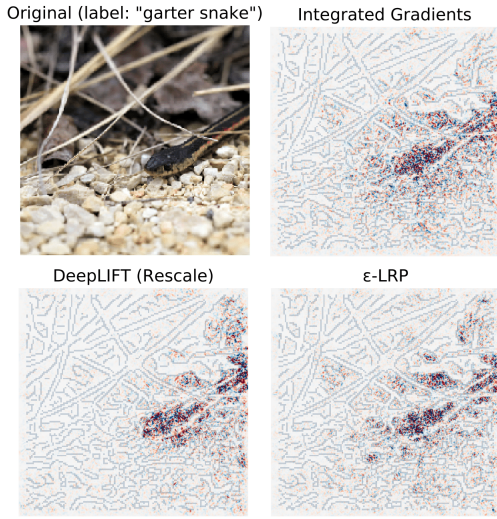 Original (label: "garter snake")
Integrated Gradients
DeepLIFT (Rescale)
ε-LRP